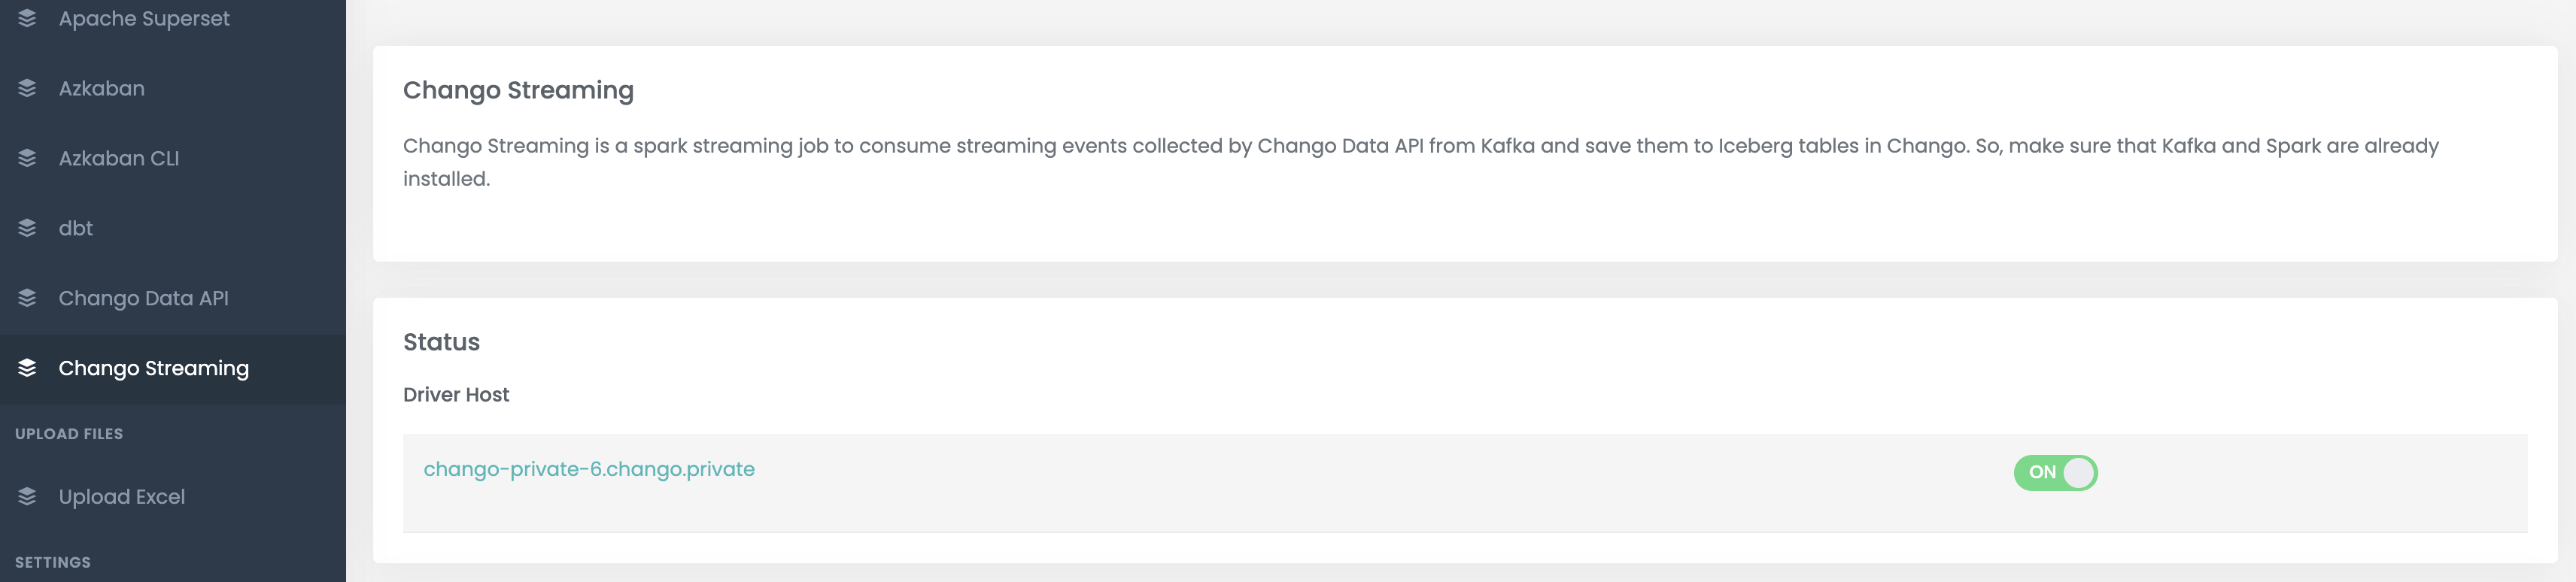 Apache Superset
Azkaban
Azkaban CLI
dbt
Chango Data API
Chango Streaming
UPLOAD FILES
Upload Excel
SETTINGS
Chango Streaming
Chango Streaming is a spark streaming job to consume streaming events collected by Chango Data API from Kafka and save them to Iceberg tables in Chango. So, make sure that Kafka and Spark are already
installed.
Status
Driver Host
chango-private-6.chango.private
ON